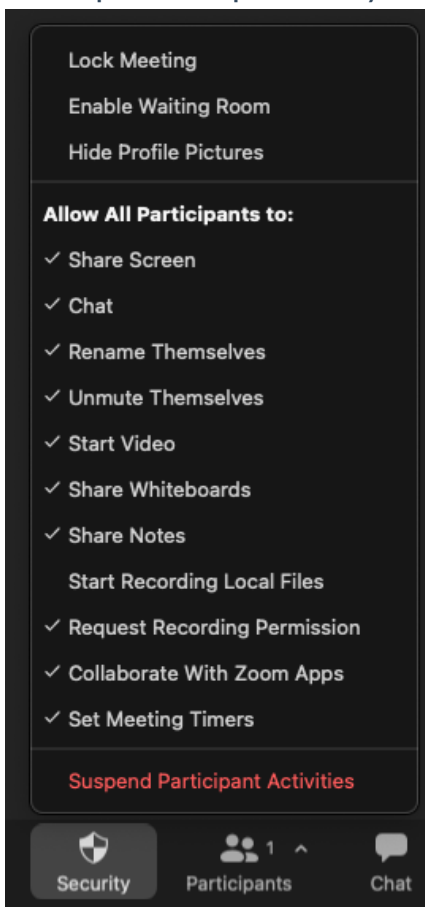 Lock Meeting
Enable Waiting Room
Hide Profile Pictures
Allow All Participants to:
✓ Share Screen
✓ Chat
✓ Rename Themselves
✓ Unmute Themselves
✓ Start Video
✓ Share Whiteboards
✓ Share Notes
Start Recording Local Files
✓ Request Recording Permission
✓ Collaborate With Zoom Apps
✓ Set Meeting Timers
Suspend Participant Activities
1
Security Participants Chat